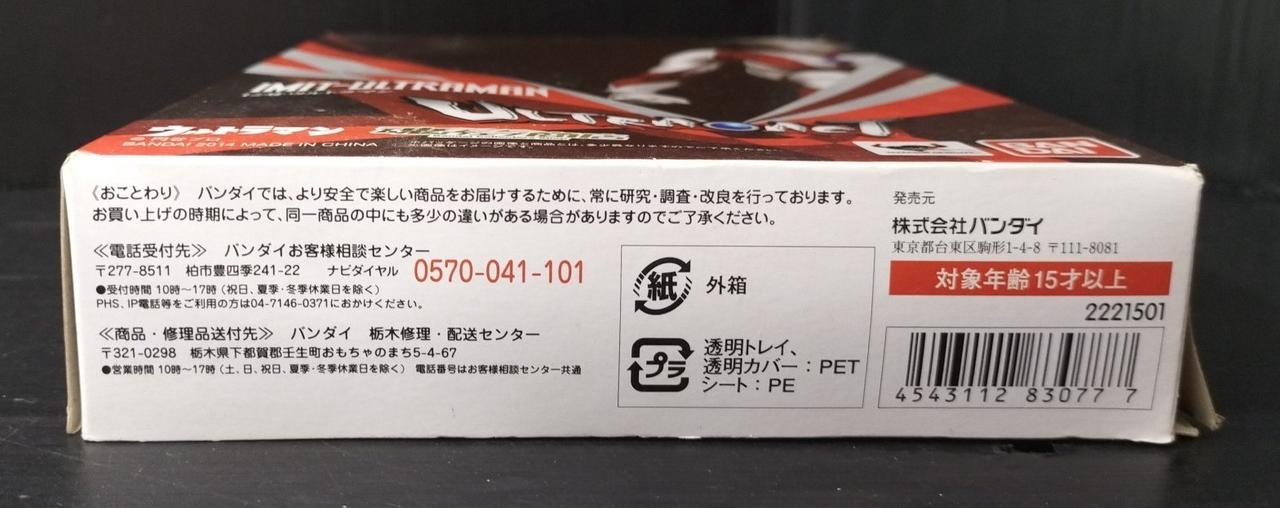 IMIT-ULTRAMAN
ULTRA-ACT
ウルトラマン
©BANDAI 2014 MADE IN CHINA
BANDAI
《おことわり》 バンダイでは、より安全で楽しい商品をお届けするために、常に研究・調査・改良を行っております。
お買い上げの時期によって、同一商品の中にも多少の違いがある場合がありますのでご了承ください。
≪電話受付先≫ バンダイお客様相談センター
〒277-8511 柏市豊四季241-22 ナビダイヤル 0570-041-101
●受付時間 10時〜17時（祝日、夏季・冬季休業日を除く）
PHS、IP電話等をご利用の方は04-7146-0371におかけください。
≪商品・修理品送付先≫ バンダイ 栃木修理・配送センター
〒321-0298 栃木県下都賀郡壬生町おもちゃのまち5-4-67
●営業時間 10時〜17時（土、日、祝日、夏季・冬季休業日を除く） 電話番号はお客様相談センター共通
紙 外箱
プラ 透明トレイ、
透明カバー：PET
シート：PE
発売元
株式会社バンダイ
東京都台東区駒形1-4-8 〒111-8081
対象年齢15才以上
2221501
4543112 83077 7